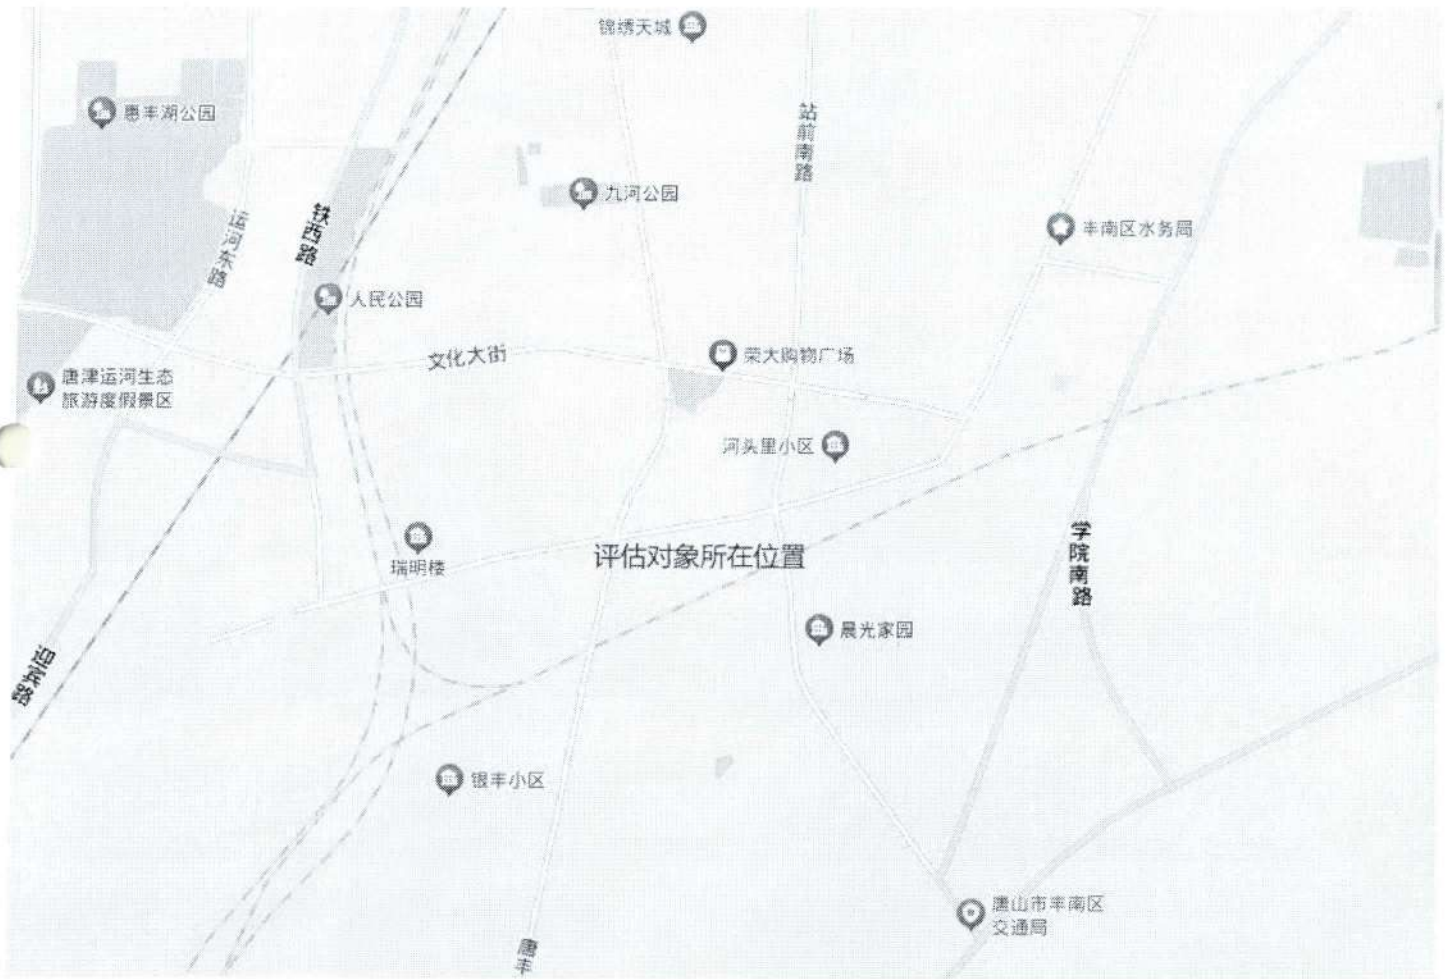 锦绣天城
惠丰湖公园
站前南路
九河公园
铁西路
运河东路
丰南区水务局
人民公园
文化大街
荣大购物广场
唐津运河生态
旅游度假景区
河头里小区
评估对象所在位置
瑞明楼
学院南路
晨光家园
迎宾路
银丰小区
唐山市丰南区
交通局
唐丰